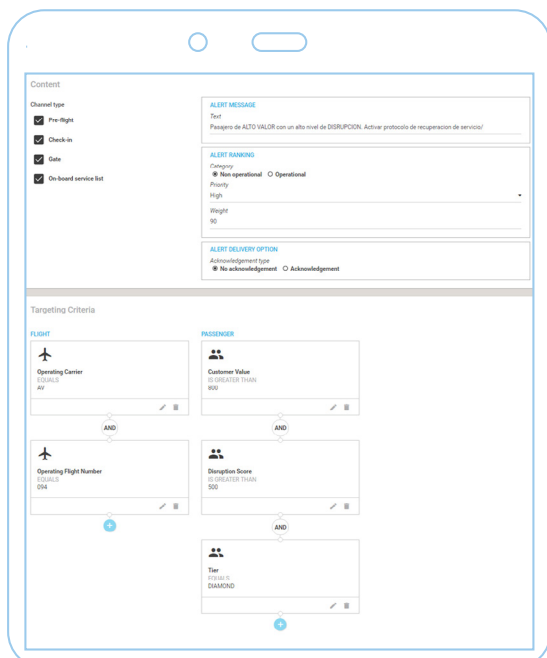 Content
Channel type
Pre-flight
Check-in
Gate
On-board service list
ALERT MESSAGE
Text
Pasajero de ALTO VALOR con un alto nivel de DISRUPCION. Activar protocolo de recuperacion de servicio/
ALERT RANKING
Category
Non operational Operational
Priority
High
Weight
90
ALERT DELIVERY OPTION
Acknowledgement type
No acknowledgement Acknowledgement
Targeting Criteria
FLIGHT
Operating Carrier
EQUALS
AV
AND
Operating Flight Number
EQUALS
094
PASSENGER
Customer Value
IS GREATER THAN
800
AND
Disruption Score
IS GREATER THAN
500
AND
Tier
EQUALS
DIAMOND